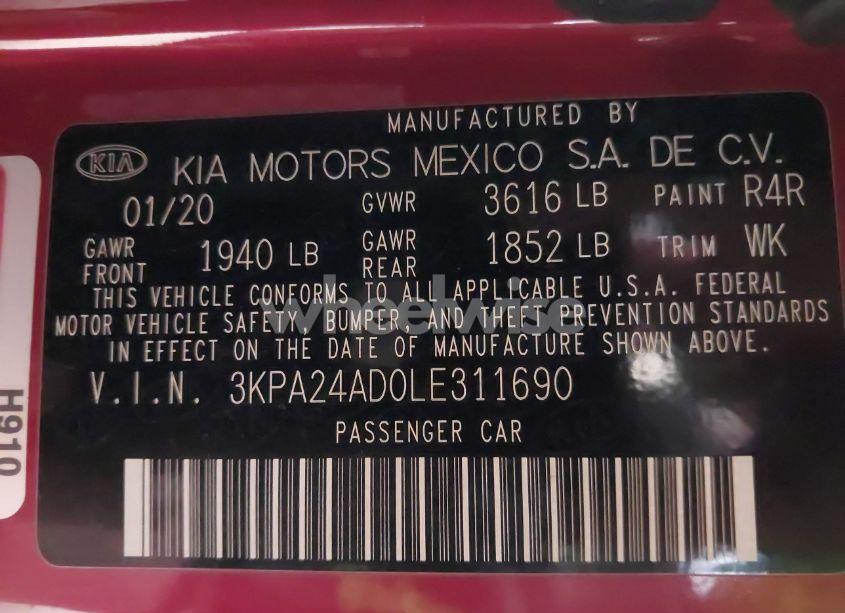 MANUFACTURED BY
KIA KIA MOTORS MEXICO S.A. DE C.V.
01/20 GVWR 3616 LB PAINT R4R
GAWR FRONT 1940 LB GAWR REAR 1852 LB TRIM WK
THIS VEHICLE CONFORMS TO ALL APPLICABLE U.S.A. FEDERAL
MOTOR VEHICLE SAFETY, BUMPER, AND THEFT PREVENTION STANDARDS
IN EFFECT ON THE DATE OF MANUFACTURE SHOWN ABOVE.
V.I.N. 3KPA24AD0LE311690
PASSENGER CAR
H910
wheelwise